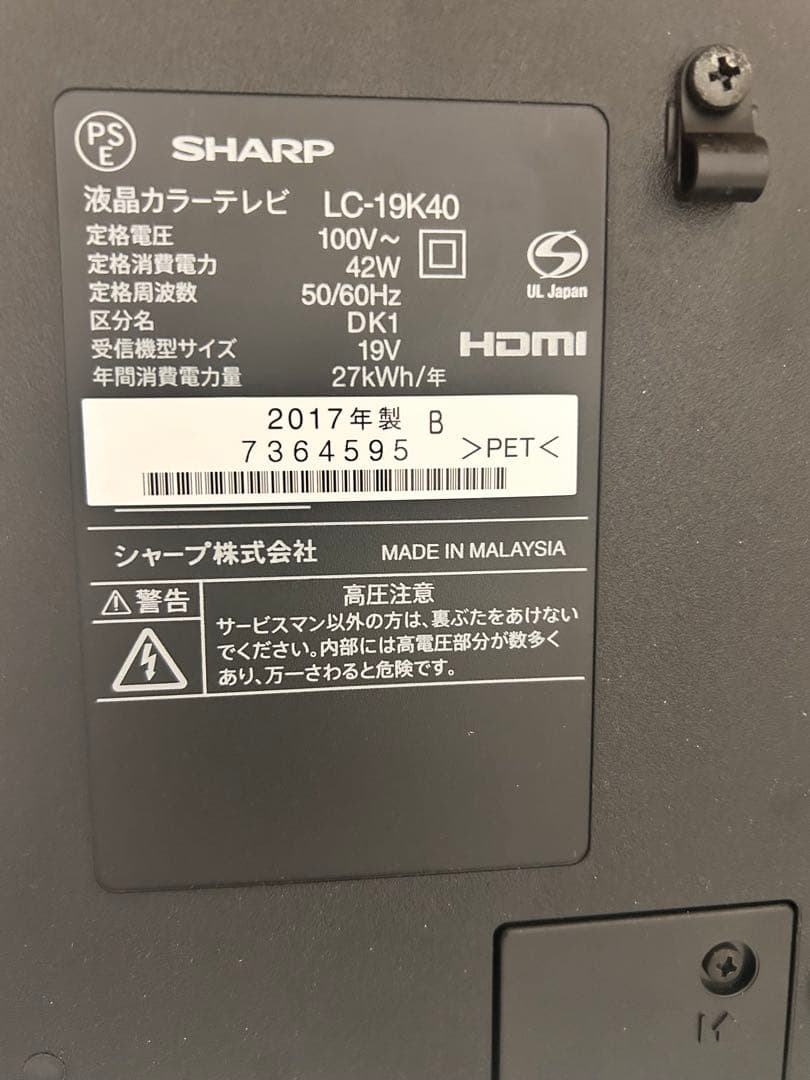 PSE SHARP
液晶カラーテレビ LC-19K40
定格電圧 100V~
定格消費電力 42W
定格周波数 50/60Hz
区分名 DK1
受信機型サイズ 19V
年間消費電力量 27kWh/年
UL Japan
HDMI
2017年製 B
7364595 >PET<
シャープ株式会社 MADE IN MALAYSIA
警告 高圧注意
サービスマン以外の方は、裏ぶたをあけない
でください。内部には高電圧部分が数多く
あり、万一さわると危険です。